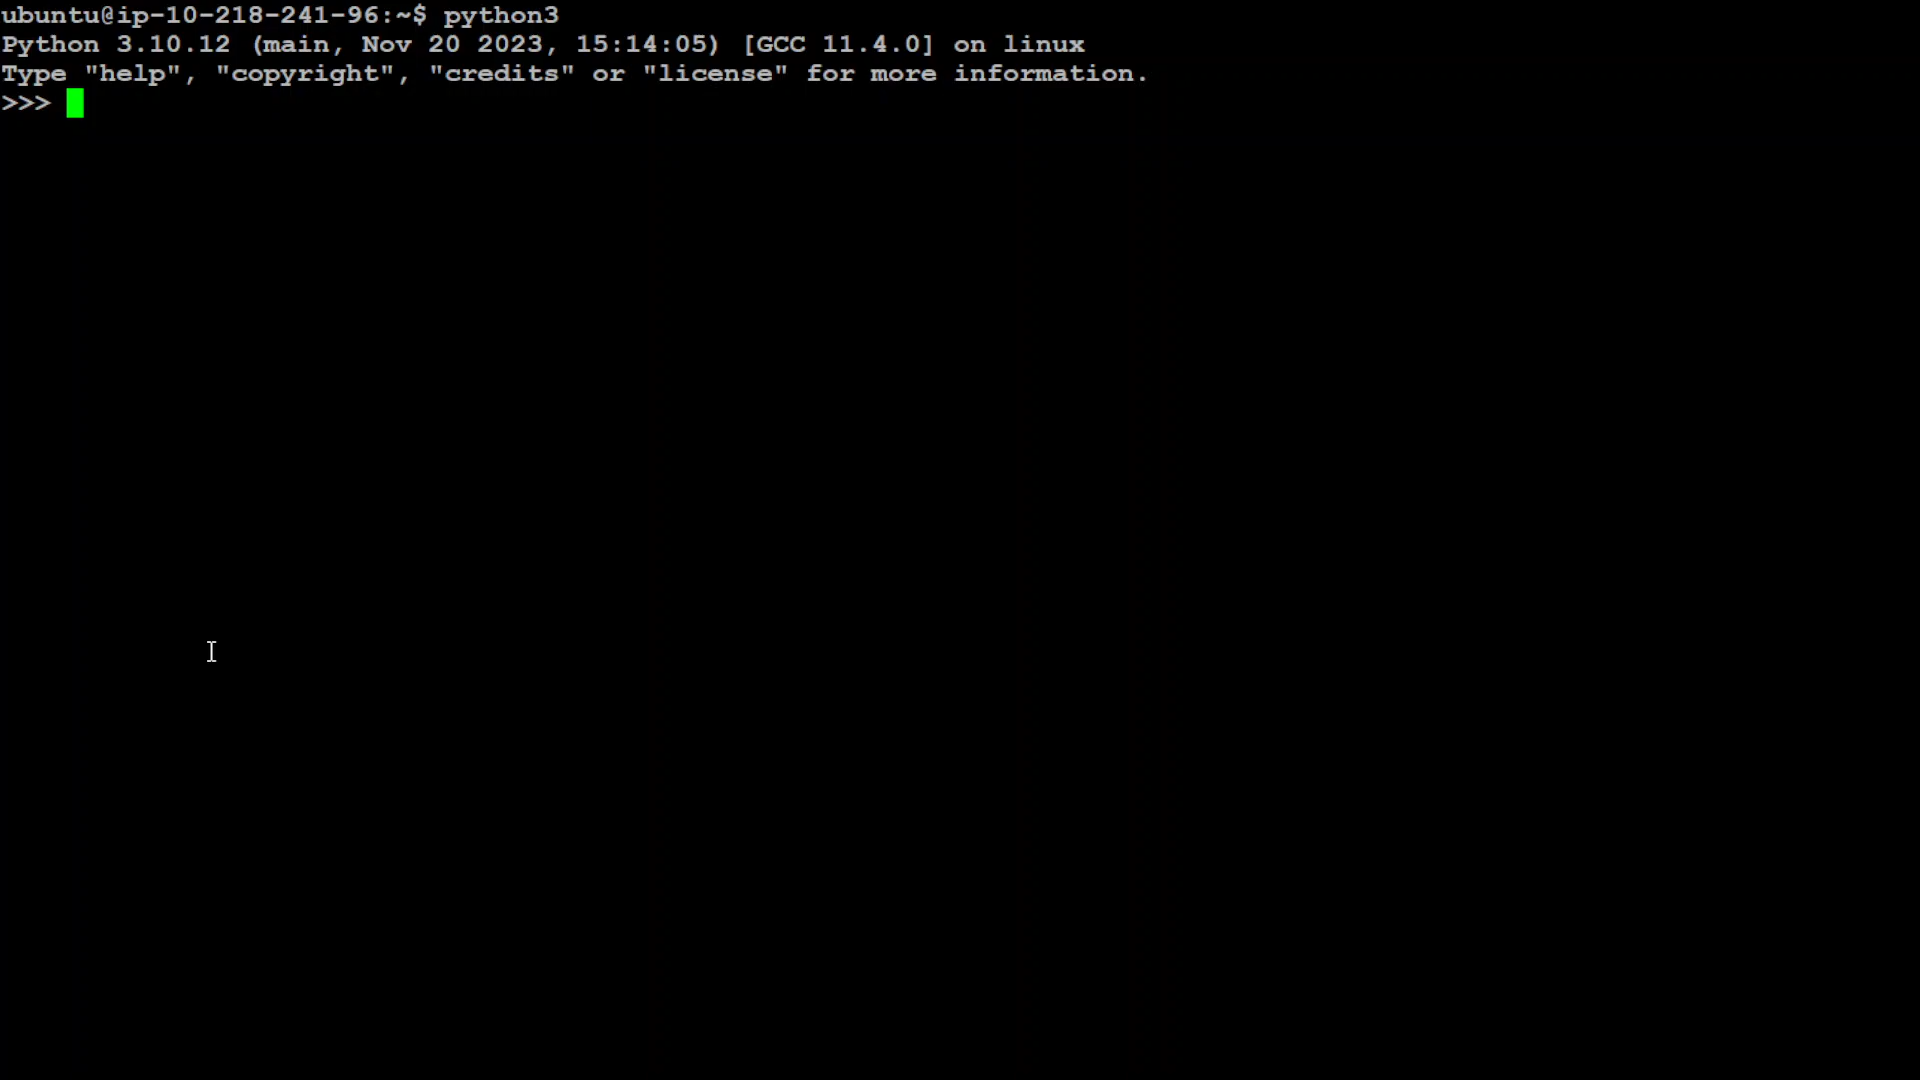 ubuntu@ip-10-218-241-96:~$ python3
Python 3.10.12 (main, Nov 20 2023, 15:14:05) [GCC 11.4.0] on linux
Type "help", "copyright", "credits" or "license" for more information.
>>>